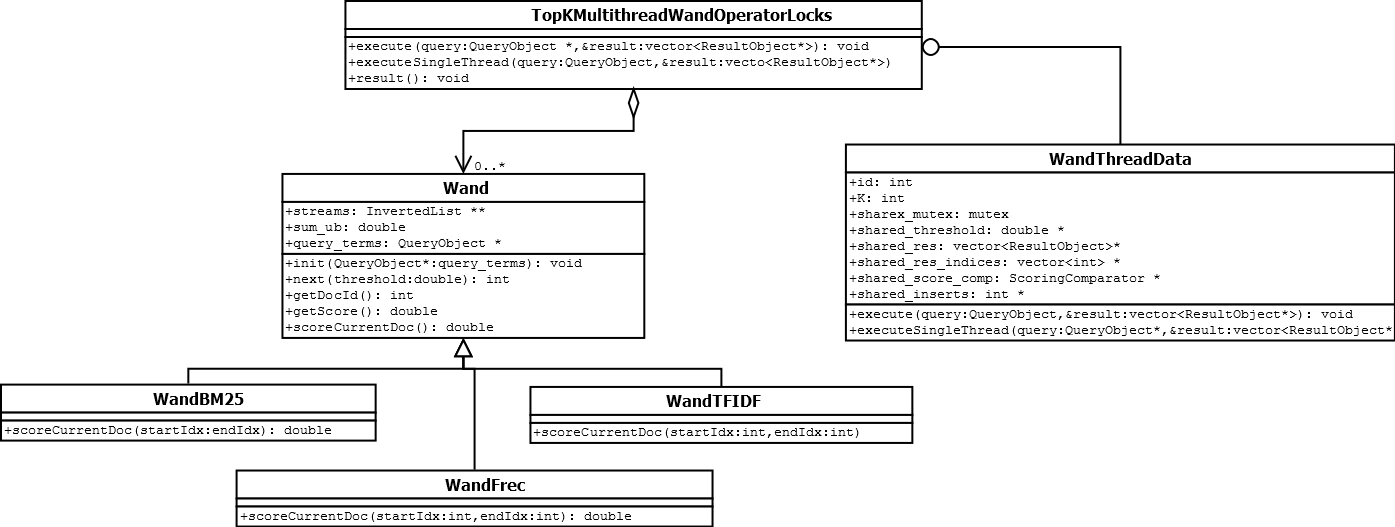 TopKMultithreadWandOperatorLocks
+execute(query:QueryObject *,&result:vector<ResultObject*>): void
+executeSingleThread(query:QueryObject,&result:vecto<ResultObject*>)
+result(): void
0..*
Wand
+streams: InvertedList **
+sum_ub: double
+query_terms: QueryObject *
+init(QueryObject*:query_terms): void
+next(threshold:double): int
+getDocId(): int
+getScore(): double
+scoreCurrentDoc(): double
WandThreadData
+id: int
+K: int
+sharex_mutex: mutex
+shared_threshold: double *
+shared_res: vector<ResultObject>*
+shared_res_indices: vector<int> *
+shared_score_comp: ScoringComparator *
+shared_inserts: int *
+execute(query:QueryObject,&result:vector<ResultObject*>): void
+executeSingleThread(query:QueryObject*,&result:vector<ResultObject*
WandBM25
+scoreCurrentDoc(startIdx:endIdx): double
WandTFIDF
+scoreCurrentDoc(startIdx:int,endIdx:int)
WandFrec
+scoreCurrentDoc(startIdx:int,endIdx:int): double